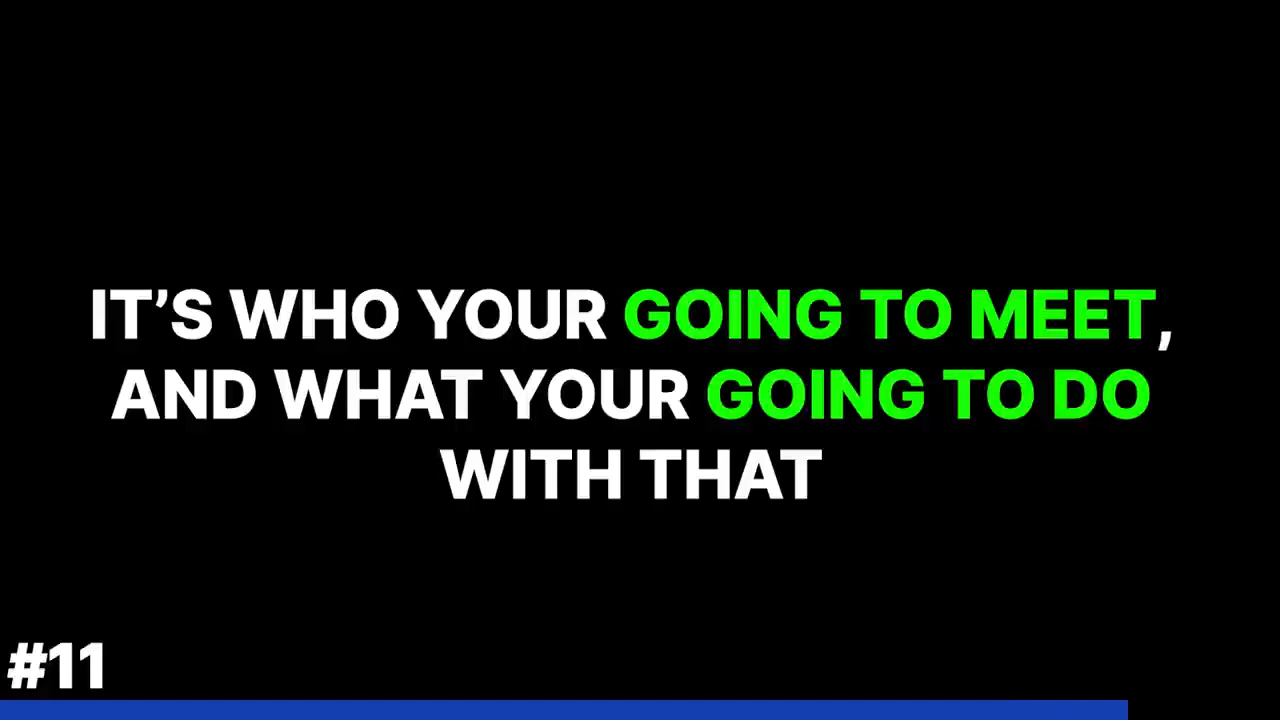 IT’S WHO YOUR GOING TO MEET,
AND WHAT YOUR GOING TO DO
WITH THAT
#11